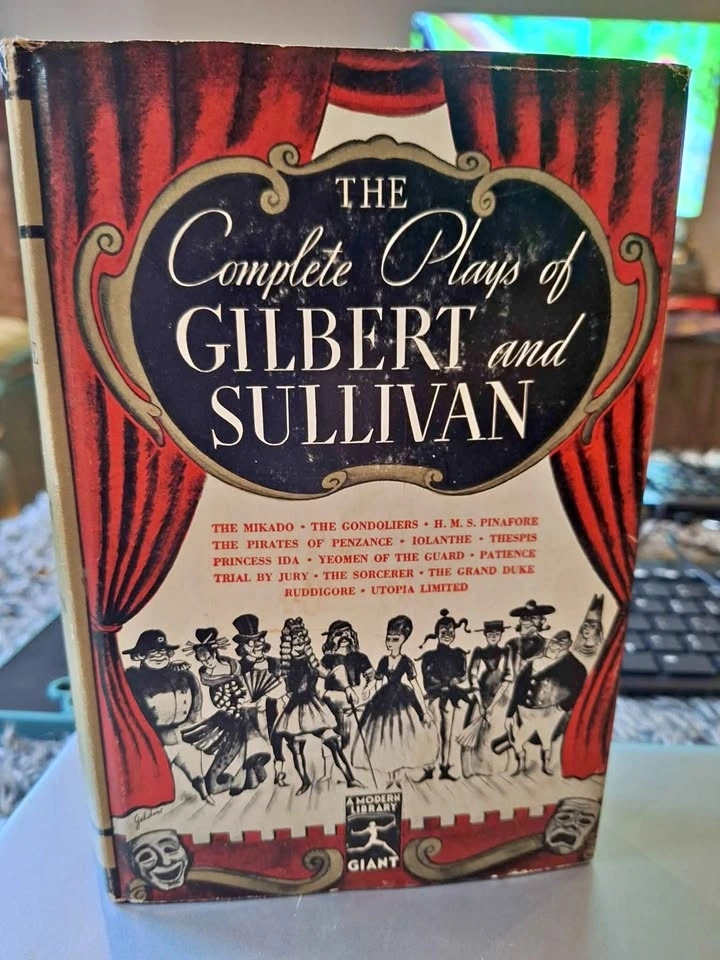 THE
Complete Plays of
GILBERT and
SULLIVAN
THE MIKADO • THE GONDOLIERS • H. M. S. PINAFORE
THE PIRATES OF PENZANCE • IOLANTHE • THESPIS
PRINCESS IDA • YEOMEN OF THE GUARD • PATIENCE
TRIAL BY JURY • THE SORCERER • THE GRAND DUKE
RUDDIGORE • UTOPIA LIMITED
A MODERN
LIBRARY
GIANT